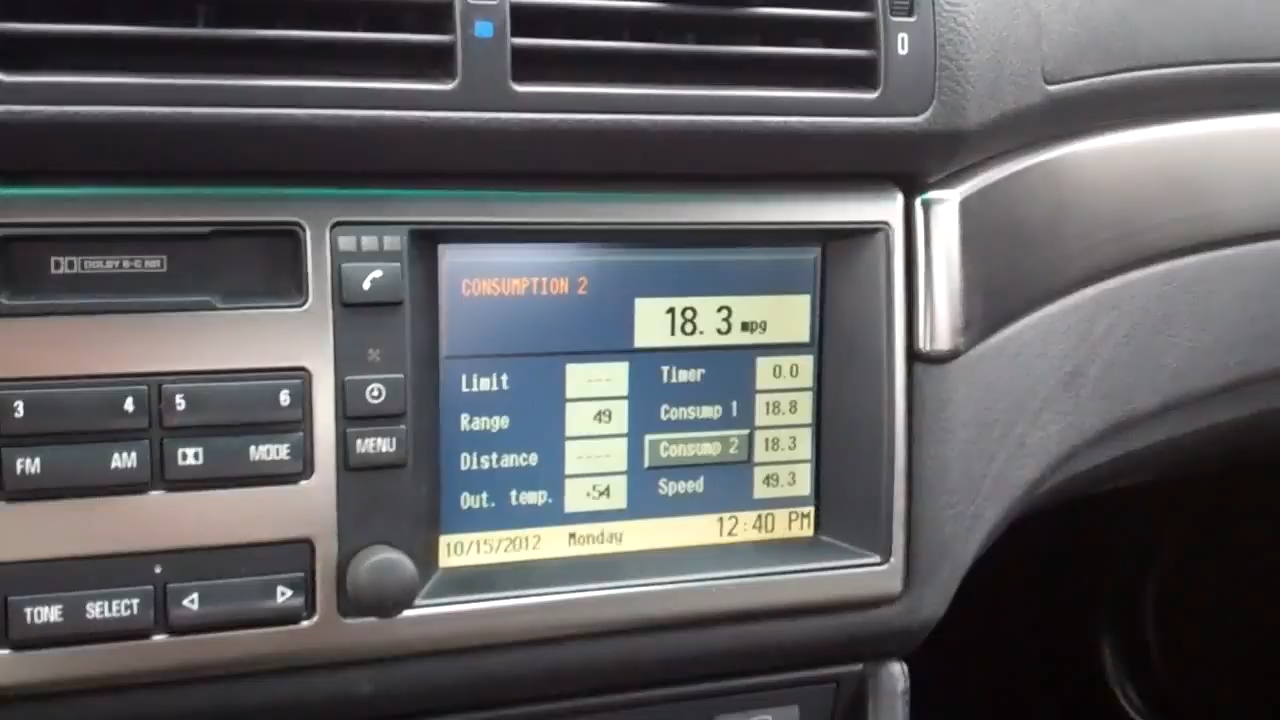 0
DOLBY B-C NR
CONSUMPTION 2
18.3 mpg
Limit ---
Timer 0.0
Range 49
Consump 1 18.8
Distance ----
Consump 2 18.3
Out. temp. +54
Speed 49.3
10/15/2012 Monday 12:40 PM
MENU
3 4 5 6
FM AM MODE
TONE SELECT